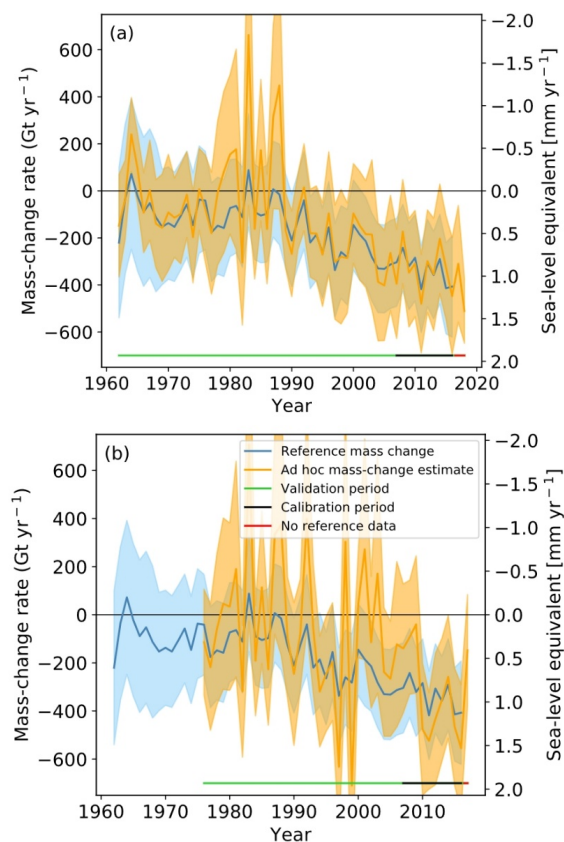 (a)
Mass-change rate (Gt yr⁻¹)
600
400
200
0
−200
−400
−600
−2.0
−1.5
−1.0
−0.5
0.0
0.5
1.0
1.5
2.0
Sea-level equivalent [mm yr⁻¹]
1960 1970 1980 1990 2000 2010 2020
Year
(b)
Reference mass change
Ad hoc mass-change estimate
Validation period
Calibration period
No reference data
Mass-change rate (Gt yr⁻¹)
600
400
200
0
−200
−400
−600
−2.0
−1.5
−1.0
−0.5
0.0
0.5
1.0
1.5
2.0
Sea-level equivalent [mm yr⁻¹]
1960 1970 1980 1990 2000 2010
Year